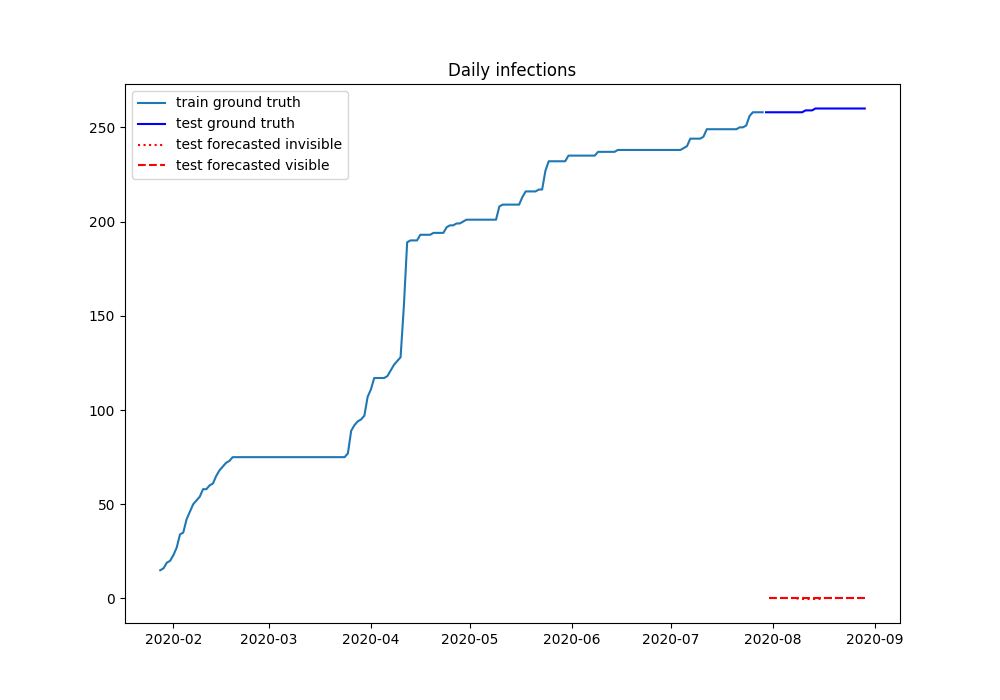 Daily infections
train ground truth
test ground truth
test forecasted invisible
test forecasted visible
250
200
150
100
50
0
2020-02 2020-03 2020-04 2020-05 2020-06 2020-07 2020-08 2020-09